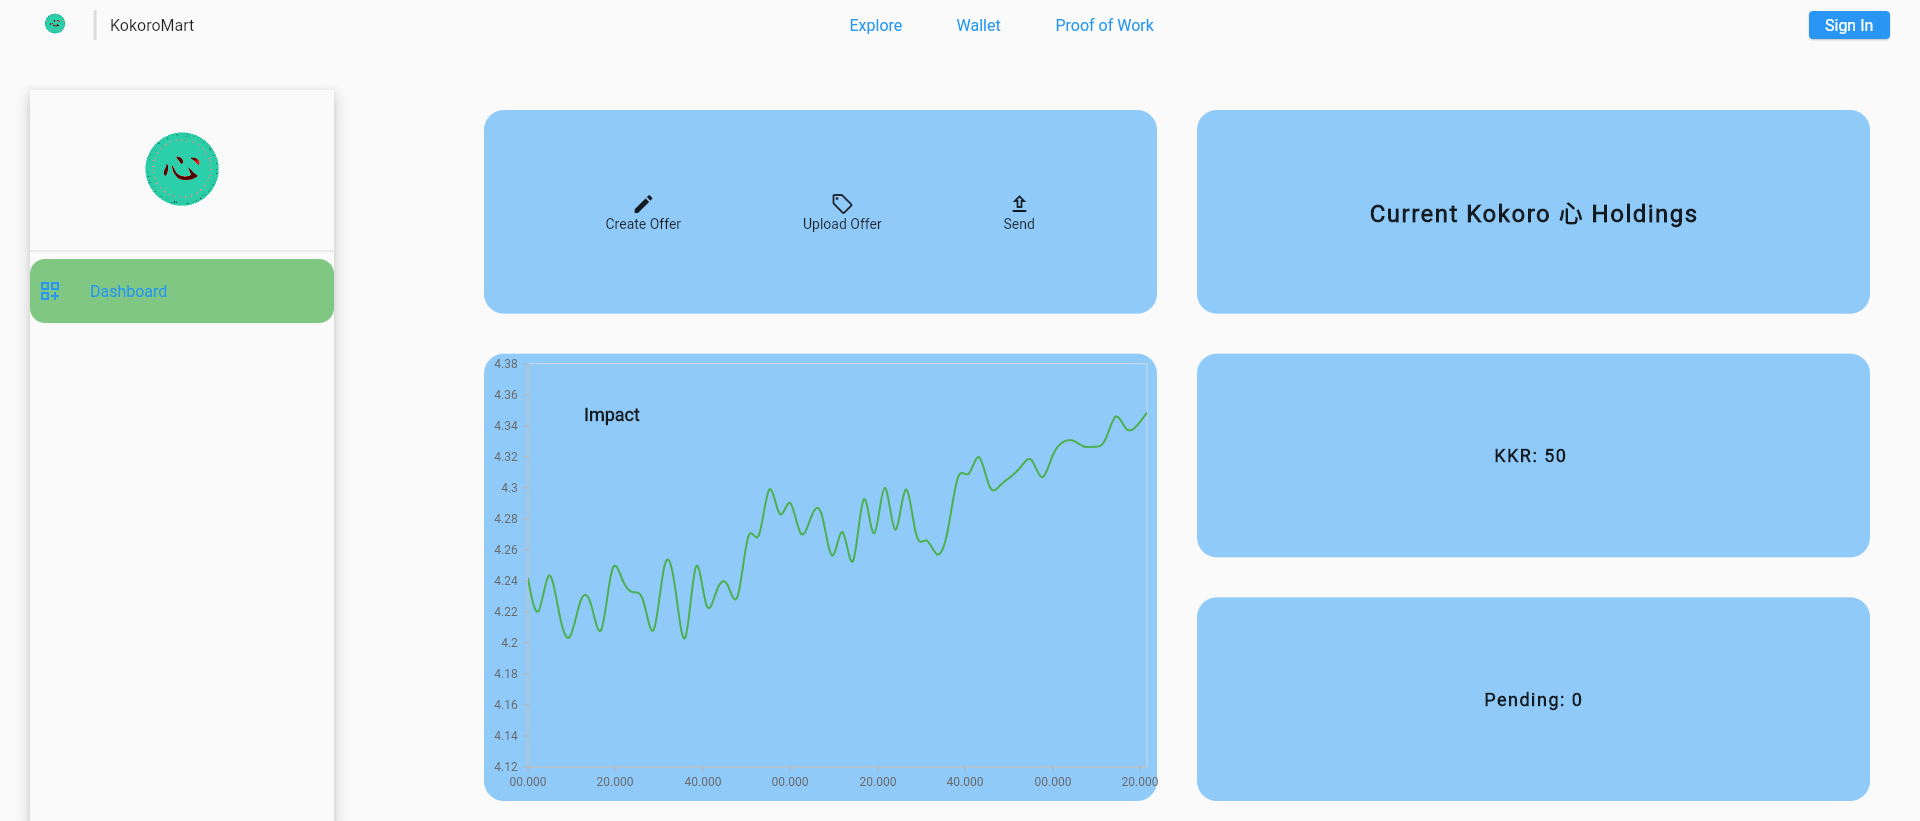 KokoroMart
Explore
Wallet
Proof of Work
Sign In
Dashboard
Create Offer
Upload Offer
Send
Current Kokoro 心 Holdings
Impact
4.38
4.36
4.34
4.32
4.3
4.28
4.26
4.24
4.22
4.2
4.18
4.16
4.14
4.12
00.000
20.000
40.000
00.000
20.000
40.000
00.000
20.000
KKR: 50
Pending: 0